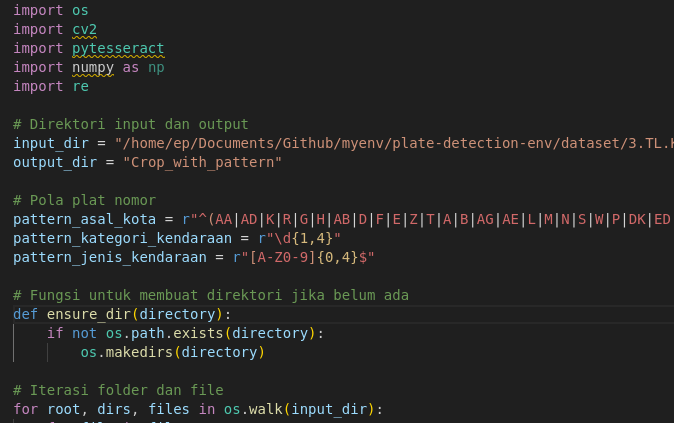 import os
import cv2
import pytesseract
import numpy as np
import re
# Direktori input dan output
input_dir = "/home/ep/Documents/Github/myenv/plate-detection-env/dataset/3.TL.
output_dir = "Crop_with_pattern"
# Pola plat nomor
pattern_asal_kota = r"^(AA|AD|K|R|G|H|AB|D|F|E|Z|T|A|B|AG|AE|L|M|N|S|W|P|DK|ED
pattern_kategori_kendaraan = r"\d{1,4}"
pattern_jenis_kendaraan = r"[A-Z0-9]{0,4}$"
# Fungsi untuk membuat direktori jika belum ada
def ensure_dir(directory):
    if not os.path.exists(directory):
        os.makedirs(directory)
# Iterasi folder dan file
for root, dirs, files in os.walk(input_dir):